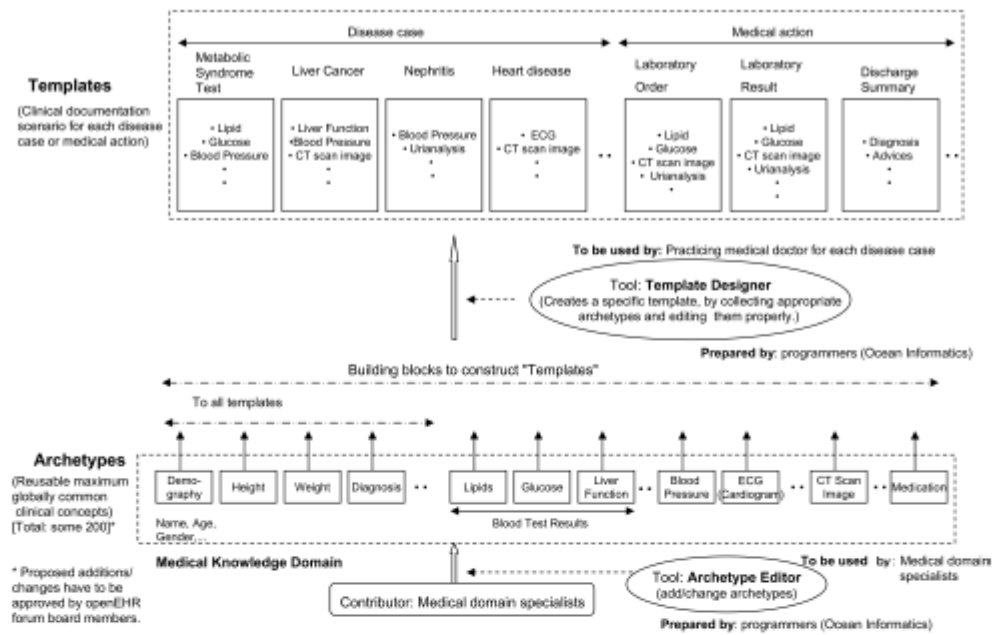 Disease case
Medical action
Templates
(Clinical documentation
scenario for each disease
case or medical action)
Metabolic
Syndrome
Test
• Lipid
• Glucose
• Blood Pressure
Liver Cancer
• Liver Function
•Blood Pressure
• CT scan image
Nephritis
• Blood Pressure
• Urianalysis
Heart disease
• ECG
• CT scan image
Laboratory
Order
• Lipid
• Glucose
• CT scan image
• Urianalysis
Laboratory
Result
• Lipid
• Glucose
• CT scan image
• Urianalysis
Discharge
Summary
• Diagnosis
• Advices
To be used by: Practicing medical doctor for each disease case
Tool: Template Designer
(Creates a specific template, by collecting appropriate
archetypes and editing them properly.)
Prepared by: programmers (Ocean Informatics)
Building blocks to construct "Templates"
To all templates
Archetypes
(Reusable maximum
globally common
clinical concepts)
[Total: some 200]*
Demo-
graphy
Height
Weight
Diagnosis
Lipids
Glucose
Liver
Function
Blood
Pressure
ECG
(Cardiogram)
CT Scan
Image
Medication
Name, Age,
Gender,...
Blood Test Results
Medical Knowledge Domain
To be used by: Medical domain
specialists
* Proposed additions/
changes have to be
approved by openEHR
forum board members.
Contributor: Medical domain specialists
Tool: Archetype Editor
(add/change archetypes)
Prepared by: programmers (Ocean Informatics)